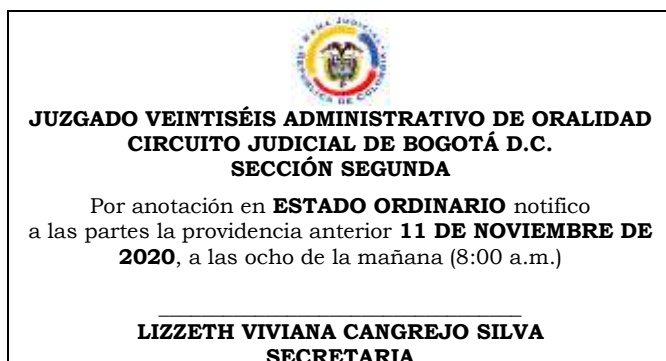 JUZGADO VEINTISÉIS ADMINISTRATIVO DE ORALIDAD
CIRCUITO JUDICIAL DE BOGOTÁ D.C.
SECCIÓN SEGUNDA
Por anotación en ESTADO ORDINARIO notifico
a las partes la providencia anterior 11 DE NOVIEMBRE DE
2020, a las ocho de la mañana (8:00 a.m.)
LIZZETH VIVIANA CANGREJO SILVA
SECRETARIA